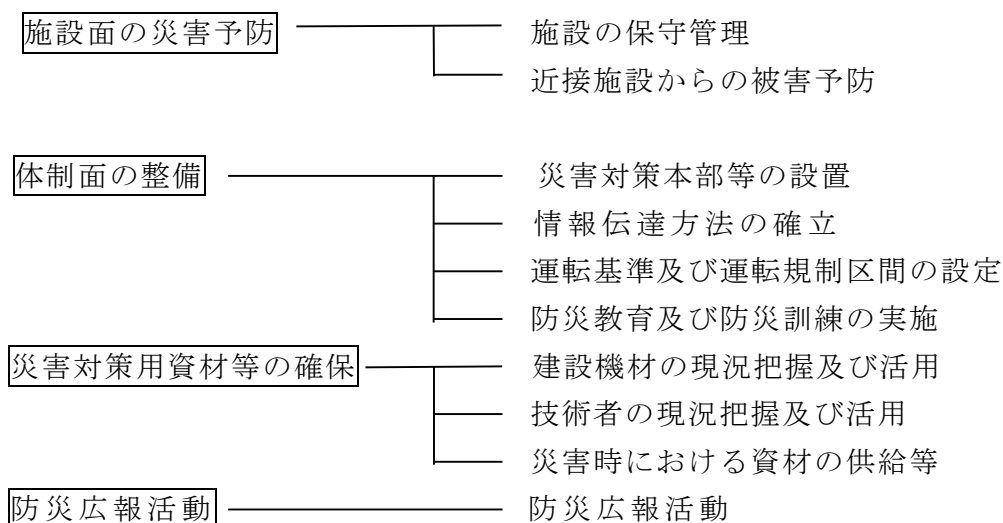 施設面の災害予防 施設の保守管理
近接施設からの被害予防
体制面の整備 災害対策本部等の設置
情報伝達方法の確立
運転基準及び運転規制区間の設定
防災教育及び防災訓練の実施
災害対策用資材等の確保 建設機材の現況把握及び活用
技術者の現況把握及び活用
災害時における資材の供給等
防災広報活動 防災広報活動